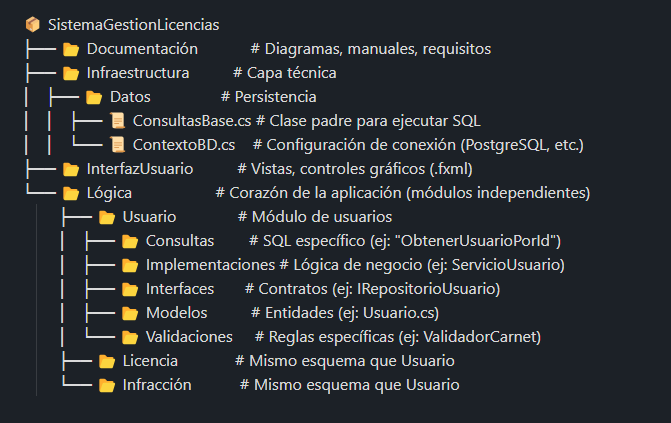 📦 SistemaGestionLicencias
├── 📂 Documentación # Diagramas, manuales, requisitos
├── 📂 Infraestructura # Capa técnica
│ ├── 📂 Datos # Persistencia
│ │ ├── 📜 ConsultasBase.cs # Clase padre para ejecutar SQL
│ │ └── 📜 ContextoBD.cs # Configuración de conexión (PostgreSQL, etc.)
├── 📂 InterfazUsuario # Vistas, controles gráficos (.fxml)
└── 📂 Lógica # Corazón de la aplicación (módulos independientes)
├── 📂 Usuario # Módulo de usuarios
│ ├── 📂 Consultas # SQL específico (ej: "ObtenerUsuarioPorId")
│ ├── 📂 Implementaciones # Lógica de negocio (ej: ServicioUsuario)
│ ├── 📂 Interfaces # Contratos (ej: IRepositorioUsuario)
│ ├── 📂 Modelos # Entidades (ej: Usuario.cs)
│ └── 📂 Validaciones # Reglas específicas (ej: ValidadorCarnet)
├── 📂 Licencia # Mismo esquema que Usuario
└── 📂 Infracción # Mismo esquema que Usuario